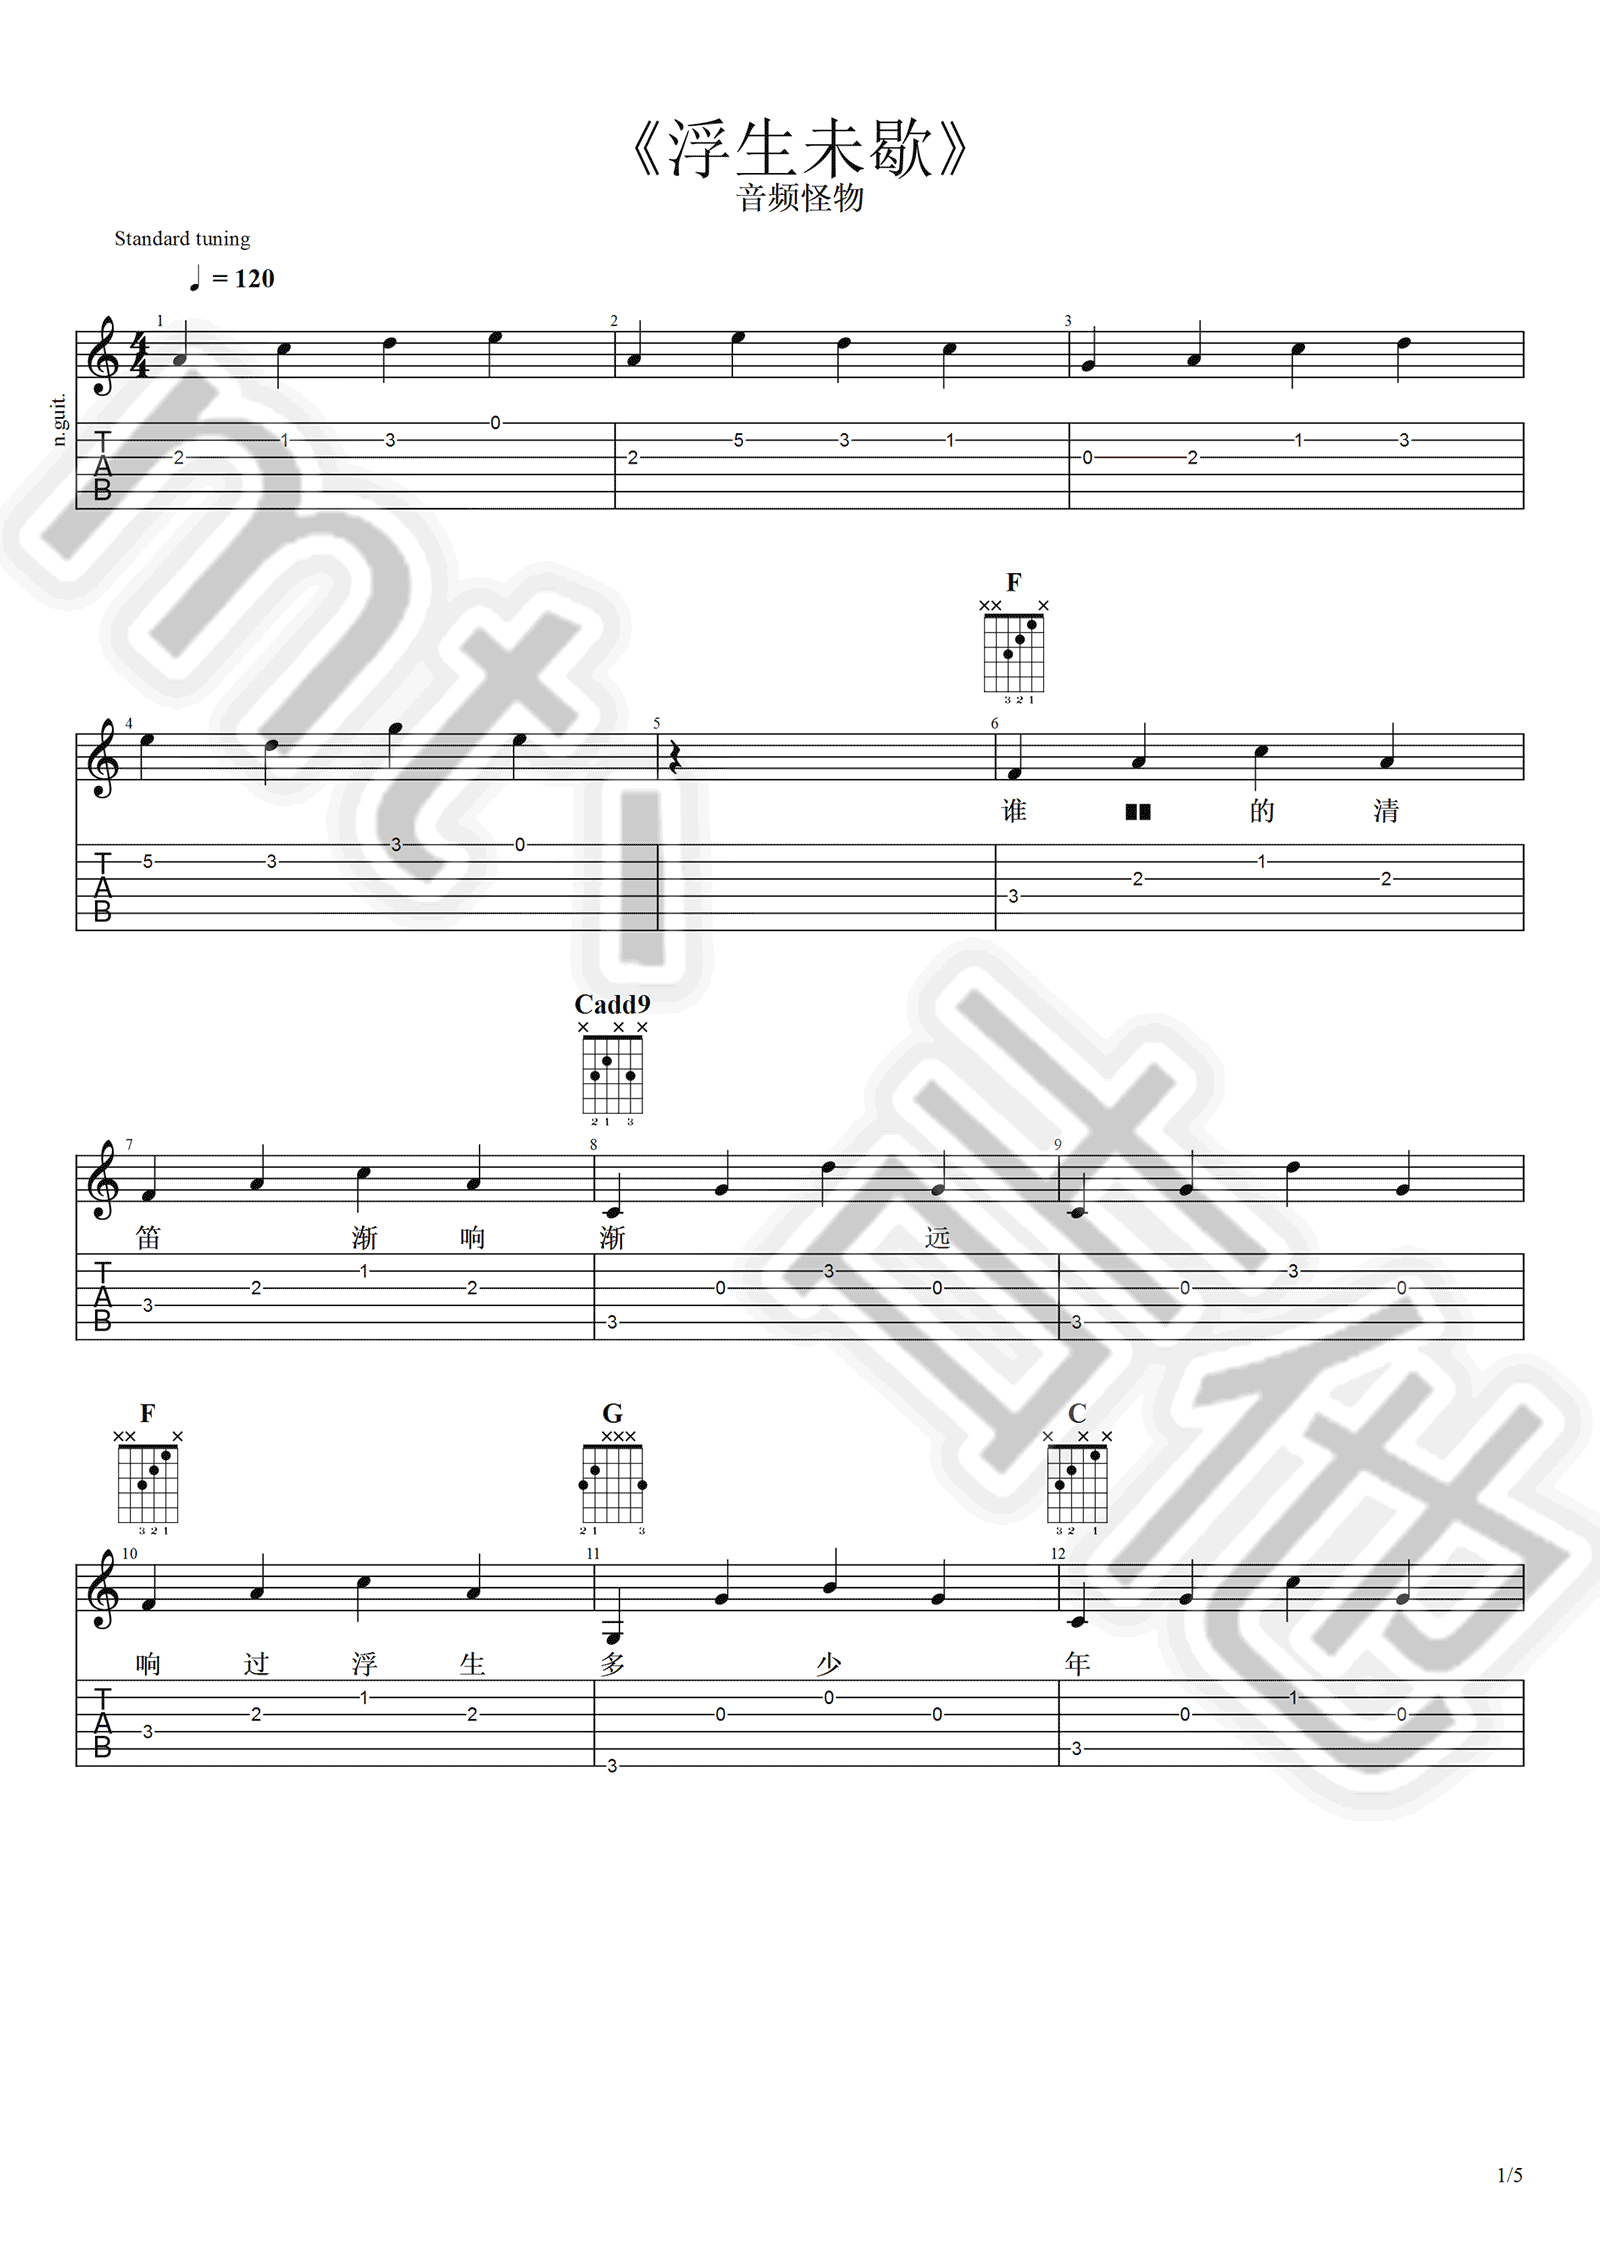 《浮生未歇》
音频怪物
Standard tuning
♩ = 120
n.guit.
1 2 3
4
4
T
A
B
2 1 3 0 2 5 3 1 0 2 1 3
F
××  ×
3 2 1
4 5 6
谁 ■■ 的 清
T
A
B
5 3 3 0 3 2 1 2
Cadd9
× × ×
2 1 3
7 8 9
笛 渐 响 渐 远
T
A
B
3 2 1 2 3 0 3 0 3 0 3 0
F G C
××  × ××× × × ×
3 2 1 2 1 3 3 2 1
10 11 12
响 过 浮 生 多 少 年
T
A
B
3 2 1 2 3 0 0 0 3 0 1 0
1/5